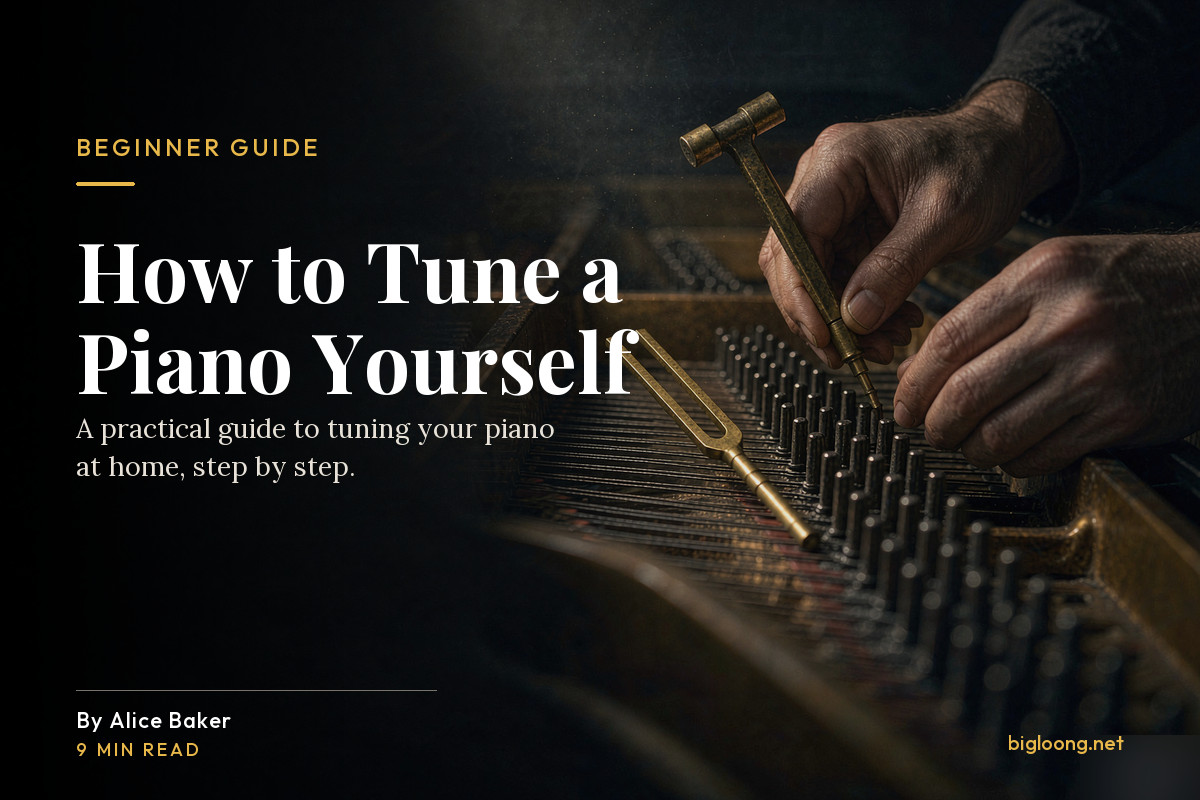 BEGINNER GUIDE
How to Tune a
Piano Yourself
A practical guide to tuning your piano
at home, step by step.
By Alice Baker
9 MIN READ
bigloong.net